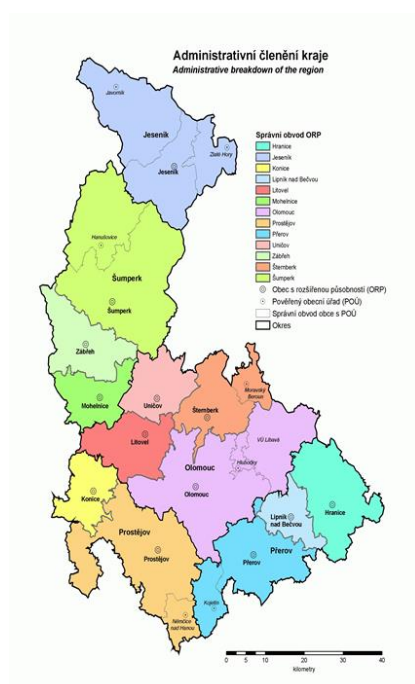 Administrativní členění kraje
Administrative breakdown of the region
Správní obvod ORP
Hranice
Jeseník
Konice
Lipník nad Bečvou
Litovel
Mohelnice
Olomouc
Prostějov
Přerov
Uničov
Zábřeh
Šternberk
Šumperk
Obec s rozšířenou působností (ORP)
Pověřený obecní úřad (POÚ)
Správní obvod obce s POÚ
Okres
Javorník
Jeseník
Zlaté Hory
Jeseník
Hanušovice
Šumperk
Šumperk
Zábřeh
Mohelnice
Uničov
Šternberk
Moravský
Beroun
Litovel
Olomouc
VÚ Libavá
Hlubočky
Olomouc
Konice
Hranice
Lipník
nad Bečvou
Prostějov
Prostějov
Přerov
Přerov
Kojetín
Němčice
nad Hanou
0 5 10 20 30 40
kilometry